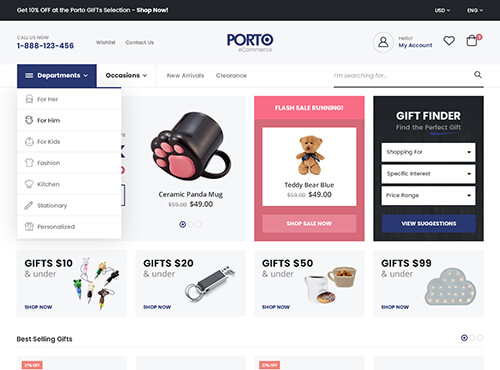 Get 10% OFF at the Porto GIFTs Selection - Shop Now!
USD
ENG
CALL US NOW
1-888-123-456
Wishlist
Contact Us
PORTO
eCommerce
Hello!
My Account
Departments
Occasions
New Arrivals
Clearance
I'm searching for...
For Her
For Him
For Kids
Fashion
Kitchen
Stationary
Personalized
Ceramic Panda Mug
$59.00 $49.00
FLASH SALE RUNNING!
Teddy Bear Blue
$59.00 $49.00
SHOP SALE NOW
GIFT FINDER
Find the Perfect Gift
Shopping For
Specific Interest
Price Range
VIEW SUGGESTIONS
GIFTS $10
& under
SHOP NOW
GIFTS $20
& under
SHOP NOW
GIFTS $50
& under
SHOP NOW
GIFTS $99
& under
SHOP NOW
Best Selling Gifts
27% OFF
27% OFF